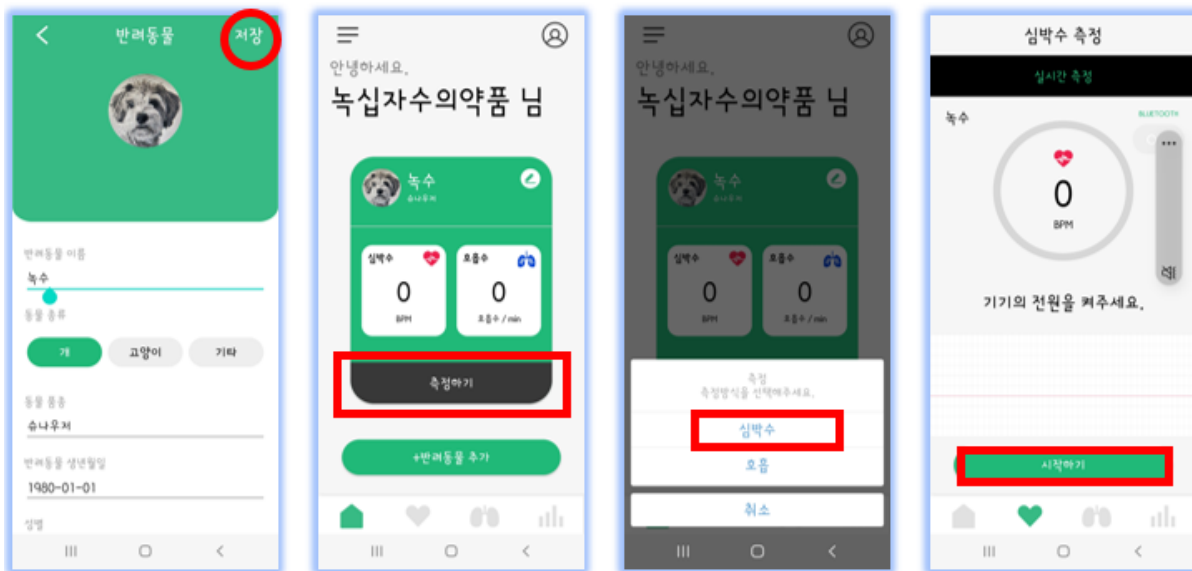 반려동물
저장
반려동물 이름
녹수
동물 종류
개
고양이
기타
동물 품종
슈나우저
반려동물 생년월일
1980-01-01
성별
안녕하세요,
녹십자수의약품 님
녹수
슈나우저
심박수
호흡수
0
0
BPM
호흡수 / min
측정하기
+반려동물 추가
안녕하세요,
녹십자수의약품 님
녹수
슈나우저
심박수
호흡수
0
0
BPM
호흡수 / min
측정
측정방식을 선택해주세요.
심박수
호흡
취소
심박수 측정
실시간 측정
녹수
BLUETOOTH
0
BPM
기기의 전원을 켜주세요.
시작하기